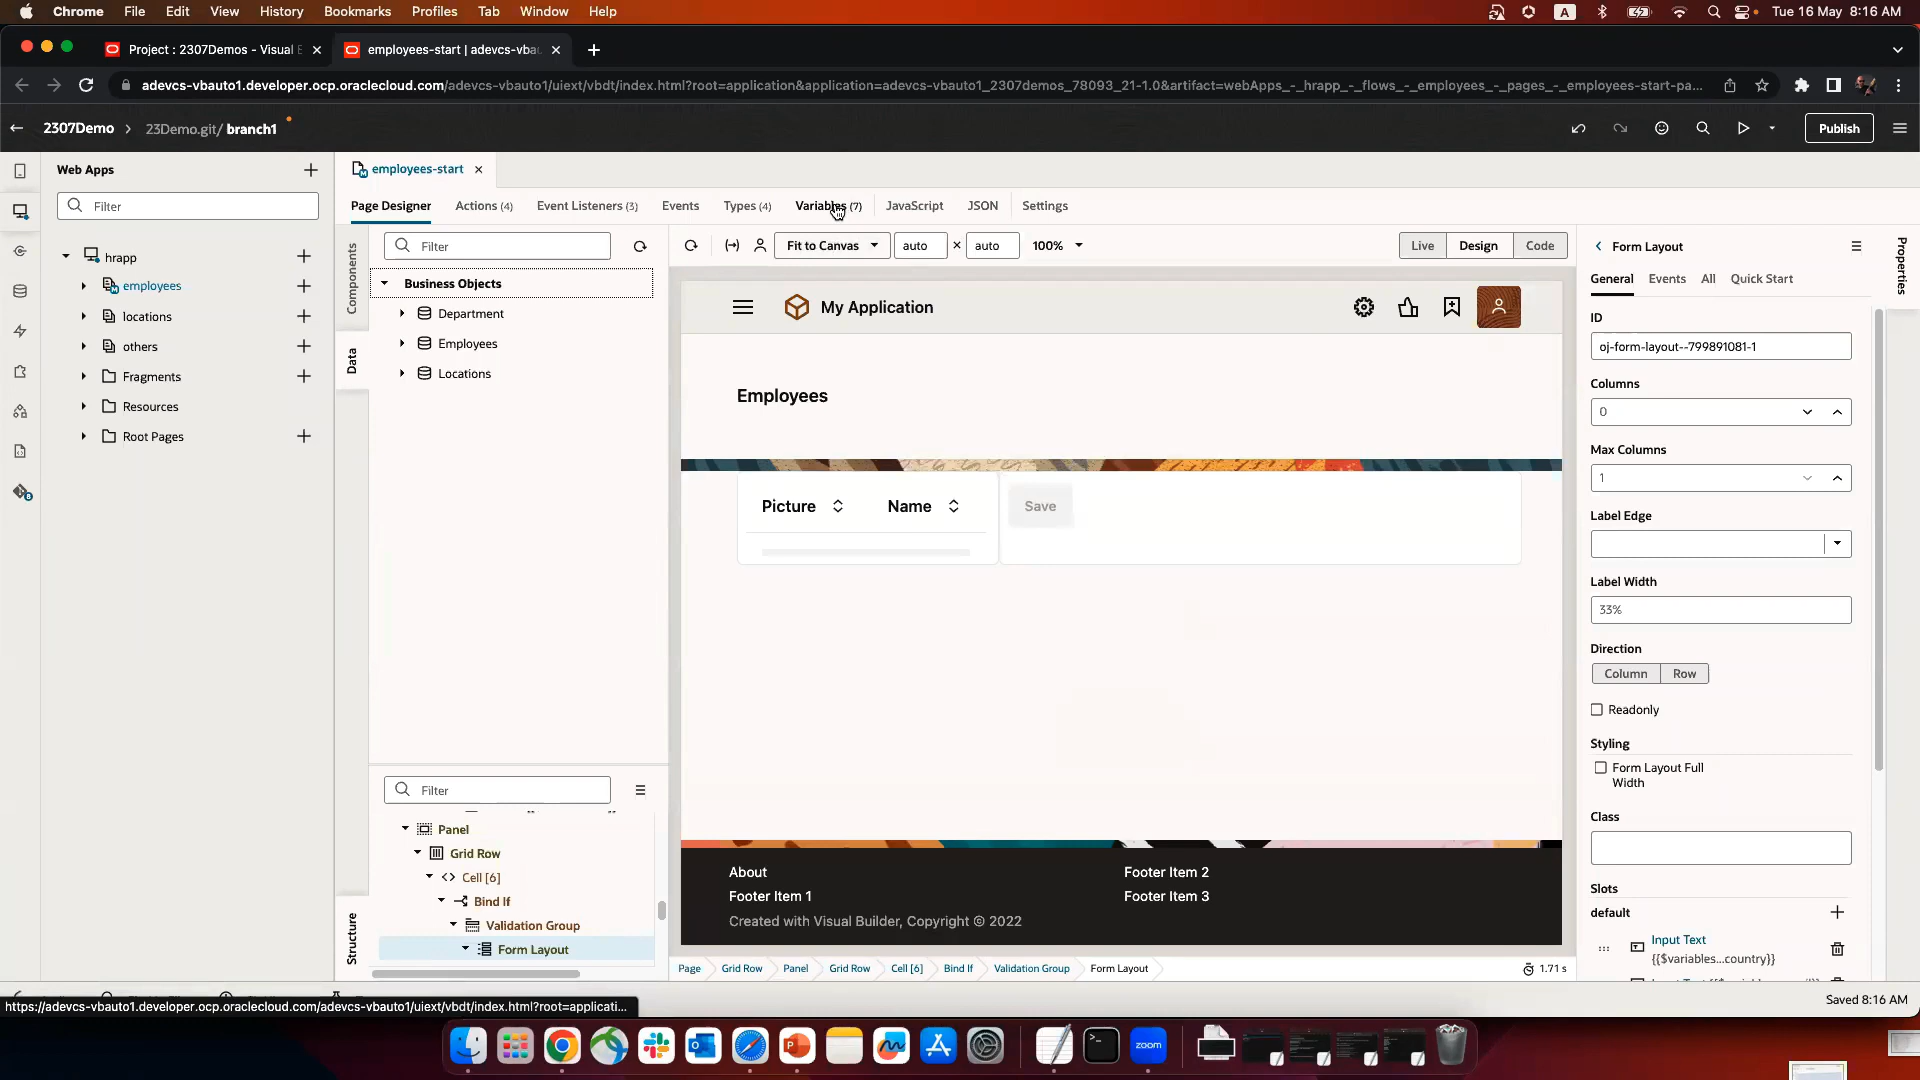 Chrome File Edit View History Bookmarks Profiles Tab Window Help
A
Tue 16 May 8:16 AM
Project : 2307Demos - Visual
employees-start | adevcs-vba
adevcs-vbauto1.developer.ocp.oraclecloud.com/adevcs-vbauto1/uiext/vbdt/index.html?root=application&application=adevcs-vbauto1_2307demos_78093_21-1.0&artifact=webApps_-_hrapp_-_flows_-_employees_-_pages_-_employees-start-pa...
2307Demo > 23Demo.git/ branch1
Publish
Web Apps
employees-start
Filter
Page Designer Actions (4) Event Listeners (3) Events Types (4) Variables (7) JavaScript JSON Settings
hrapp
employees
locations
others
Fragments
Resources
Root Pages
Components
Data
Structure
Filter
Business Objects
Department
Employees
Locations
Fit to Canvas auto × auto 100% Live Design Code
My Application
Employees
Picture Name Save
About Footer Item 2
Footer Item 1 Footer Item 3
Created with Visual Builder, Copyright © 2022
Filter
Panel
Grid Row
Cell [6]
Bind If
Validation Group
Form Layout
Page Grid Row Panel Grid Row Cell [6] Bind If Validation Group Form Layout
1.71 s
Form Layout
Properties
General Events All Quick Start
ID
oj-form-layout--799891081-1
Columns
0
Max Columns
1
Label Edge
Label Width
33%
Direction
Column Row
Readonly
Styling
Form Layout Full
Width
Class
Slots
default
Input Text
{{$variables...country}}
https://adevcs-vbauto1.developer.ocp.oraclecloud.com/adevcs-vbauto1/uiext/vbdt/index.html?root=applicati...
Saved 8:16 AM
zoom